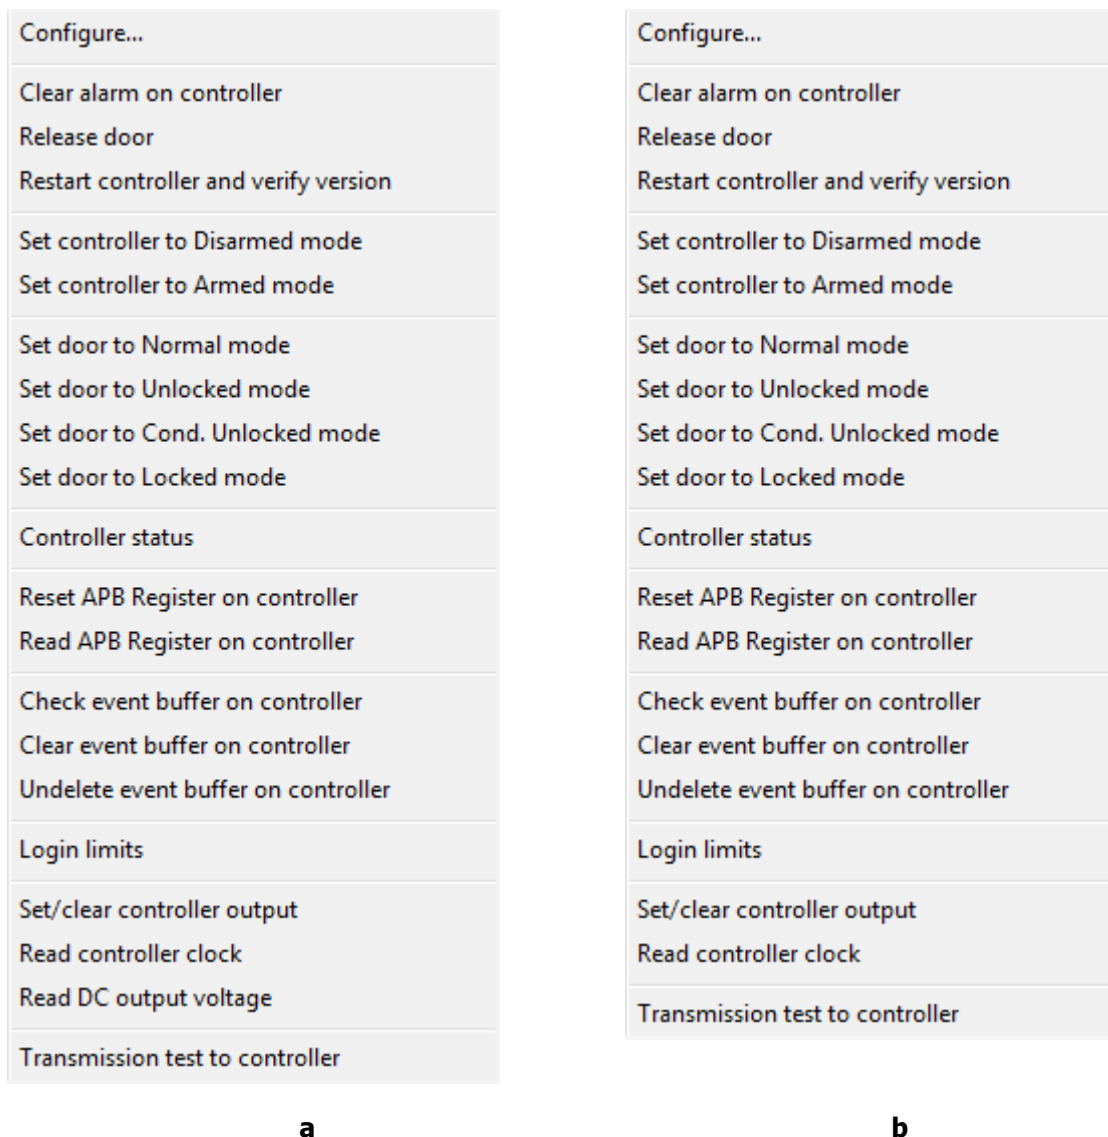 Configure...
Clear alarm on controller
Release door
Restart controller and verify version
Set controller to Disarmed mode
Set controller to Armed mode
Set door to Normal mode
Set door to Unlocked mode
Set door to Cond. Unlocked mode
Set door to Locked mode
Controller status
Reset APB Register on controller
Read APB Register on controller
Check event buffer on controller
Clear event buffer on controller
Undelete event buffer on controller
Login limits
Set/clear controller output
Read controller clock
Read DC output voltage
Transmission test to controller
a
Configure...
Clear alarm on controller
Release door
Restart controller and verify version
Set controller to Disarmed mode
Set controller to Armed mode
Set door to Normal mode
Set door to Unlocked mode
Set door to Cond. Unlocked mode
Set door to Locked mode
Controller status
Reset APB Register on controller
Read APB Register on controller
Check event buffer on controller
Clear event buffer on controller
Undelete event buffer on controller
Login limits
Set/clear controller output
Read controller clock
Transmission test to controller
b